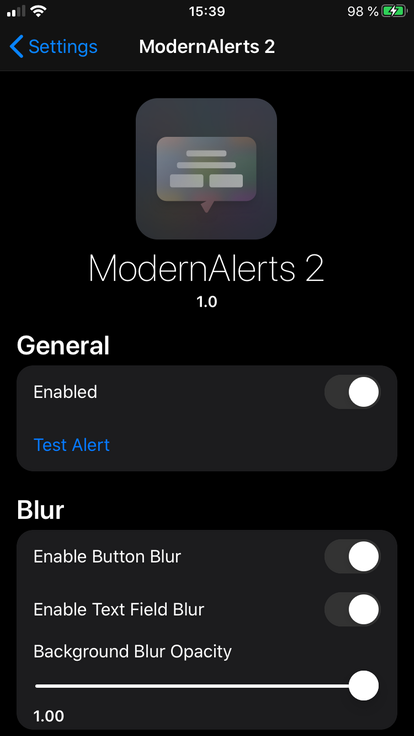 15:39
98 %
Settings
ModernAlerts 2
ModernAlerts 2
1.0
General
Enabled
Test Alert
Blur
Enable Button Blur
Enable Text Field Blur
Background Blur Opacity
1.00